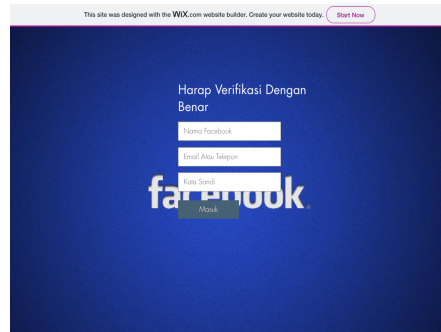 This site was designed with the WiX.com website builder. Create your website today. Start Now
Harap Verifikasi Dengan
Benar
Nama Facebook
Email Atau Telepon
Kata Sandi
facebook.
Masuk